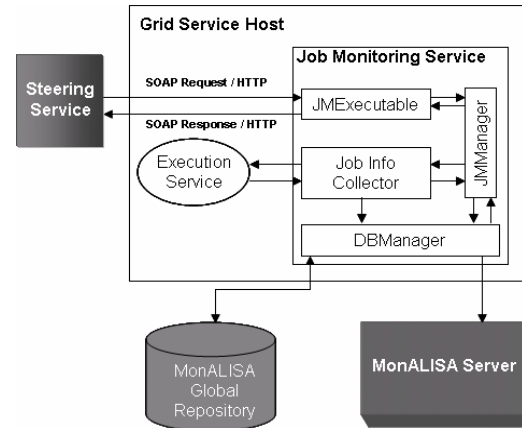 Grid Service Host
Job Monitoring Service
Steering
Service
SOAP Request / HTTP
JMExecutable
SOAP Response / HTTP
JMManager
Execution
Service
Job Info
Collector
DBManager
MonALISA
Global
Repository
MonALISA Server